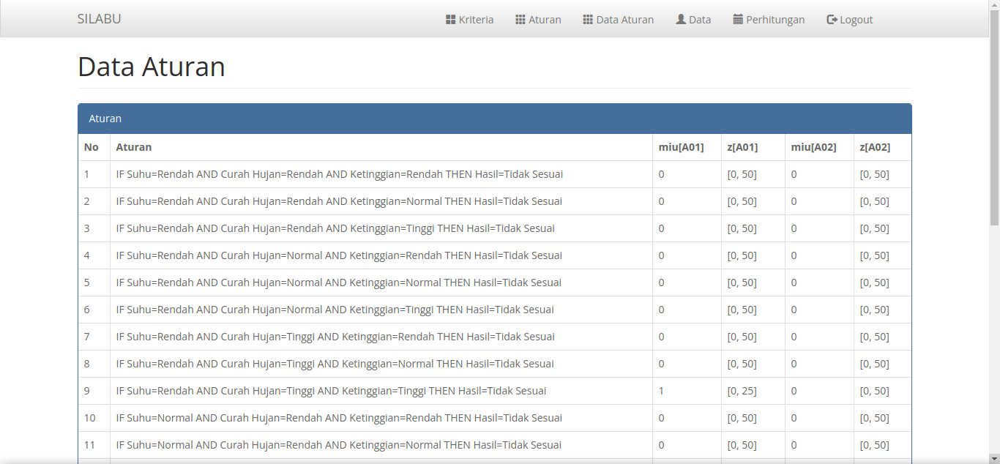 SILABU Kriteria Aturan Data Aturan Data Perhitungan Logout
Data Aturan
Aturan
No Aturan miu[A01] z[A01] miu[A02] z[A02]
1 IF Suhu=Rendah AND Curah Hujan=Rendah AND Ketinggian=Rendah THEN Hasil=Tidak Sesuai 0 [0, 50] 0 [0, 50]
2 IF Suhu=Rendah AND Curah Hujan=Rendah AND Ketinggian=Normal THEN Hasil=Tidak Sesuai 0 [0, 50] 0 [0, 50]
3 IF Suhu=Rendah AND Curah Hujan=Rendah AND Ketinggian=Tinggi THEN Hasil=Tidak Sesuai 0 [0, 50] 0 [0, 50]
4 IF Suhu=Rendah AND Curah Hujan=Normal AND Ketinggian=Rendah THEN Hasil=Tidak Sesuai 0 [0, 50] 0 [0, 50]
5 IF Suhu=Rendah AND Curah Hujan=Normal AND Ketinggian=Normal THEN Hasil=Tidak Sesuai 0 [0, 50] 0 [0, 50]
6 IF Suhu=Rendah AND Curah Hujan=Normal AND Ketinggian=Tinggi THEN Hasil=Tidak Sesuai 0 [0, 50] 0 [0, 50]
7 IF Suhu=Rendah AND Curah Hujan=Tinggi AND Ketinggian=Rendah THEN Hasil=Tidak Sesuai 0 [0, 50] 0 [0, 50]
8 IF Suhu=Rendah AND Curah Hujan=Tinggi AND Ketinggian=Normal THEN Hasil=Tidak Sesuai 0 [0, 50] 0 [0, 50]
9 IF Suhu=Rendah AND Curah Hujan=Tinggi AND Ketinggian=Tinggi THEN Hasil=Tidak Sesuai 1 [0, 25] 0 [0, 50]
10 IF Suhu=Normal AND Curah Hujan=Rendah AND Ketinggian=Rendah THEN Hasil=Tidak Sesuai 0 [0, 50] 0 [0, 50]
11 IF Suhu=Normal AND Curah Hujan=Rendah AND Ketinggian=Normal THEN Hasil=Tidak Sesuai 0 [0, 50] 0 [0, 50]